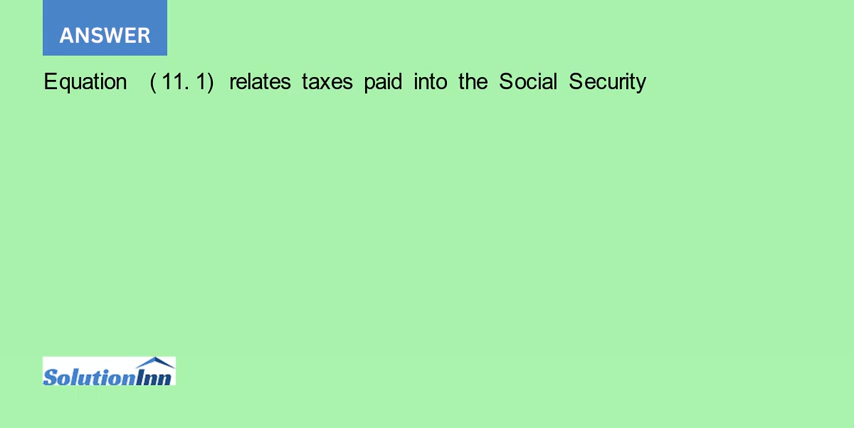 ANSWER
Equation ( 11. 1) relates taxes paid into the Social Security
SolutionInn